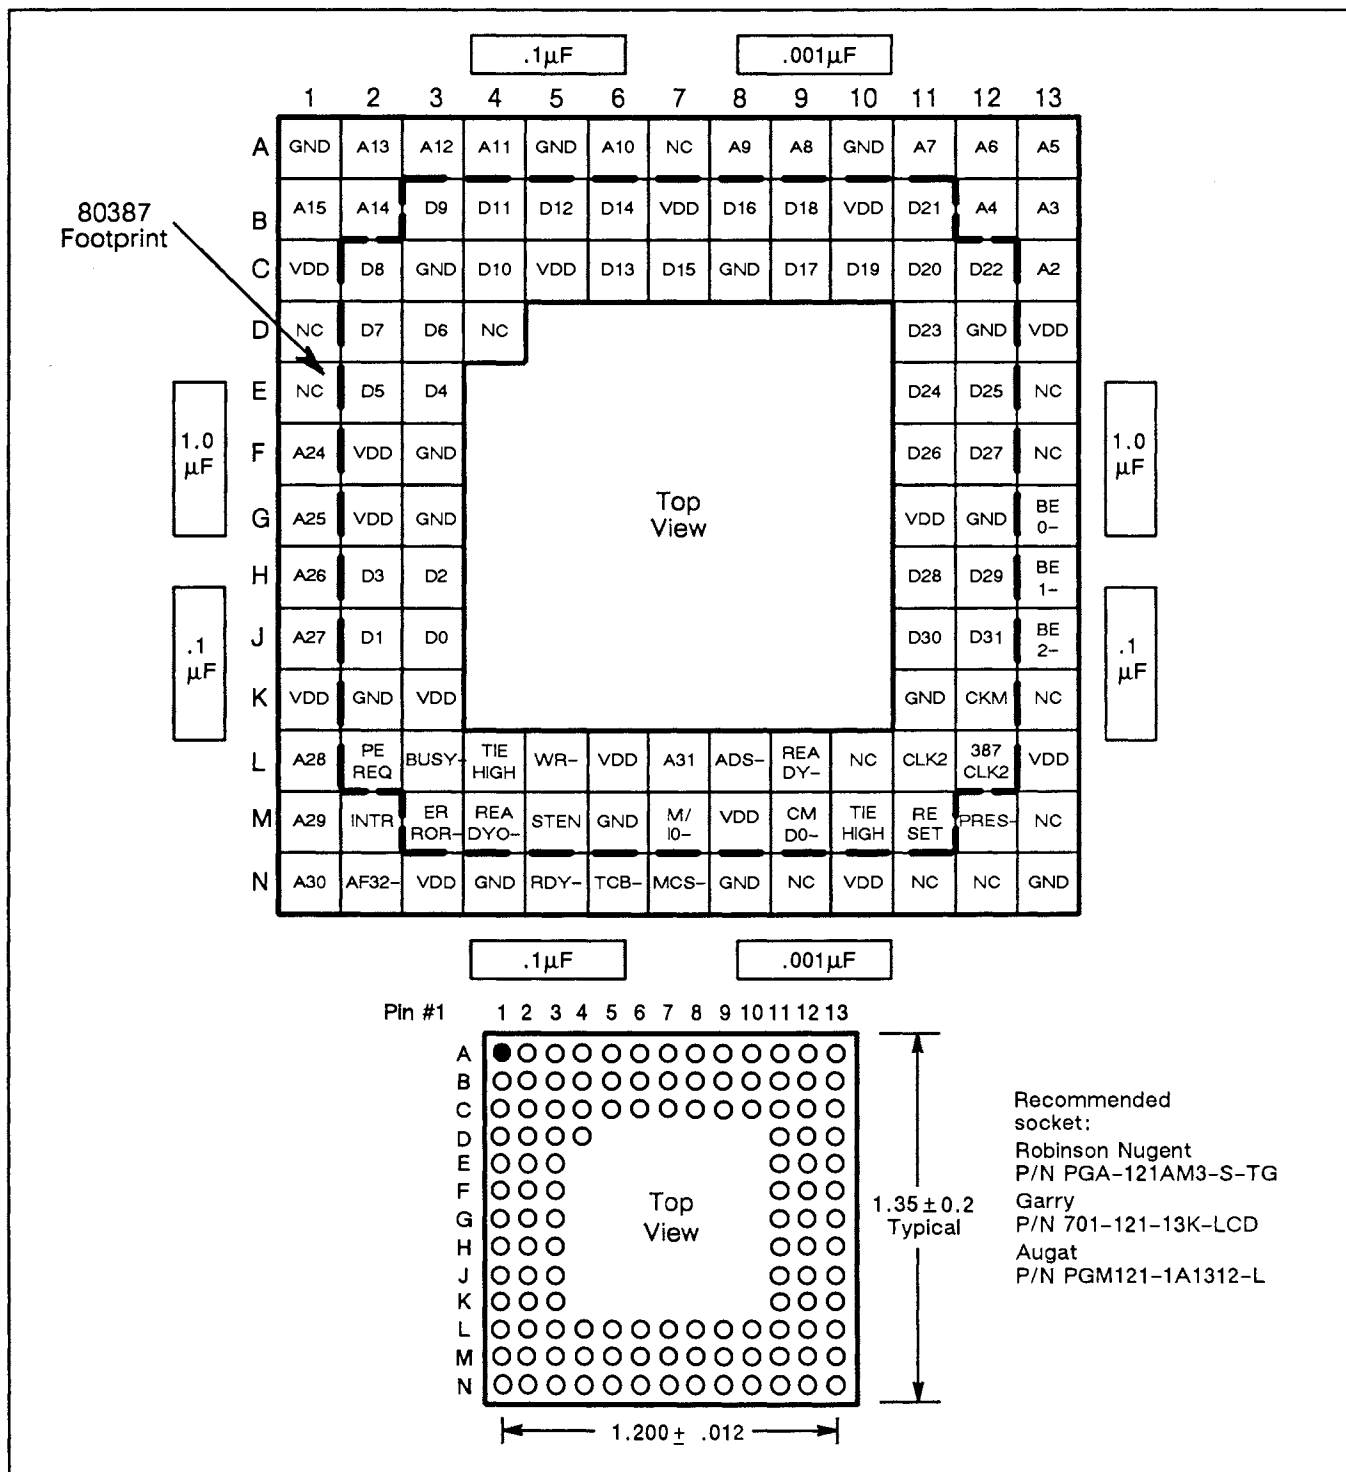 .1µF .001µF
1 2 3 4 5 6 7 8 9 10 11 12 13
A GND A13 A12 A11 GND A10 NC A9 A8 GND A7 A6 A5
80387
Footprint
B A15 A14 D9 D11 D12 D14 VDD D16 D18 VDD D21 A4 A3
C VDD D8 GND D10 VDD D13 D15 GND D17 D19 D20 D22 A2
D NC D7 D6 NC D23 GND VDD
E NC D5 D4 D24 D25 NC
1.0
µF
F A24 VDD GND D26 D27 NC
1.0
µF
G A25 VDD GND VDD GND BE
0-
Top
View
H A26 D3 D2 D28 D29 BE
1-
J A27 D1 D0 D30 D31 BE
2-
.1
µF
.1
µF
K VDD GND VDD GND CKM NC
L A28 PE
REQ BUSY- TIE
HIGH WR- VDD A31 ADS- REA
DY- NC CLK2 387
CLK2 VDD
M A29 INTR ER
ROR- REA
DYO- STEN GND M/
I0- VDD CM
D0- TIE
HIGH RE
SET PRES- NC
N A30 AF32- VDD GND RDY- TCB- MCS- GND NC VDD NC NC GND
.1µF .001µF
Pin #1 1 2 3 4 5 6 7 8 9 10 11 12 13
A
B
C
D
E
F
G
H
J
K
L
M
N
Top
View
1.35±0.2
Typical
1.200± .012
Recommended
socket:
Robinson Nugent
P/N PGA-121AM3-S-TG
Garry
P/N 701-121-13K-LCD
Augat
P/N PGM121-1A1312-L